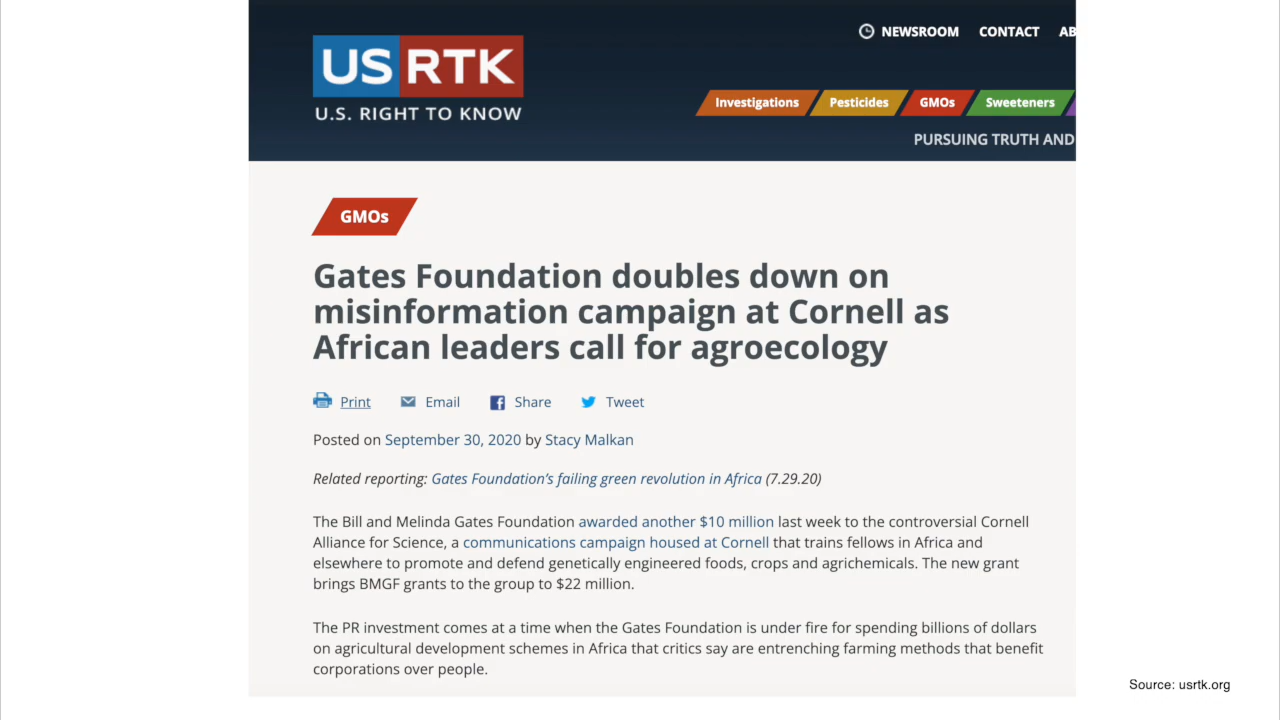 NEWSROOM CONTACT AB
US RTK
U.S. RIGHT TO KNOW
Investigations Pesticides GMOs Sweeteners
PURSUING TRUTH AND
GMOs
Gates Foundation doubles down on
misinformation campaign at Cornell as
African leaders call for agroecology
Print Email Share Tweet
Posted on September 30, 2020 by Stacy Malkan
Related reporting: Gates Foundation’s failing green revolution in Africa (7.29.20)
The Bill and Melinda Gates Foundation awarded another $10 million last week to the controversial Cornell
Alliance for Science, a communications campaign housed at Cornell that trains fellows in Africa and
elsewhere to promote and defend genetically engineered foods, crops and agrichemicals. The new grant
brings BMGF grants to the group to $22 million.
The PR investment comes at a time when the Gates Foundation is under fire for spending billions of dollars
on agricultural development schemes in Africa that critics say are entrenching farming methods that benefit
corporations over people.
Source: usrtk.org